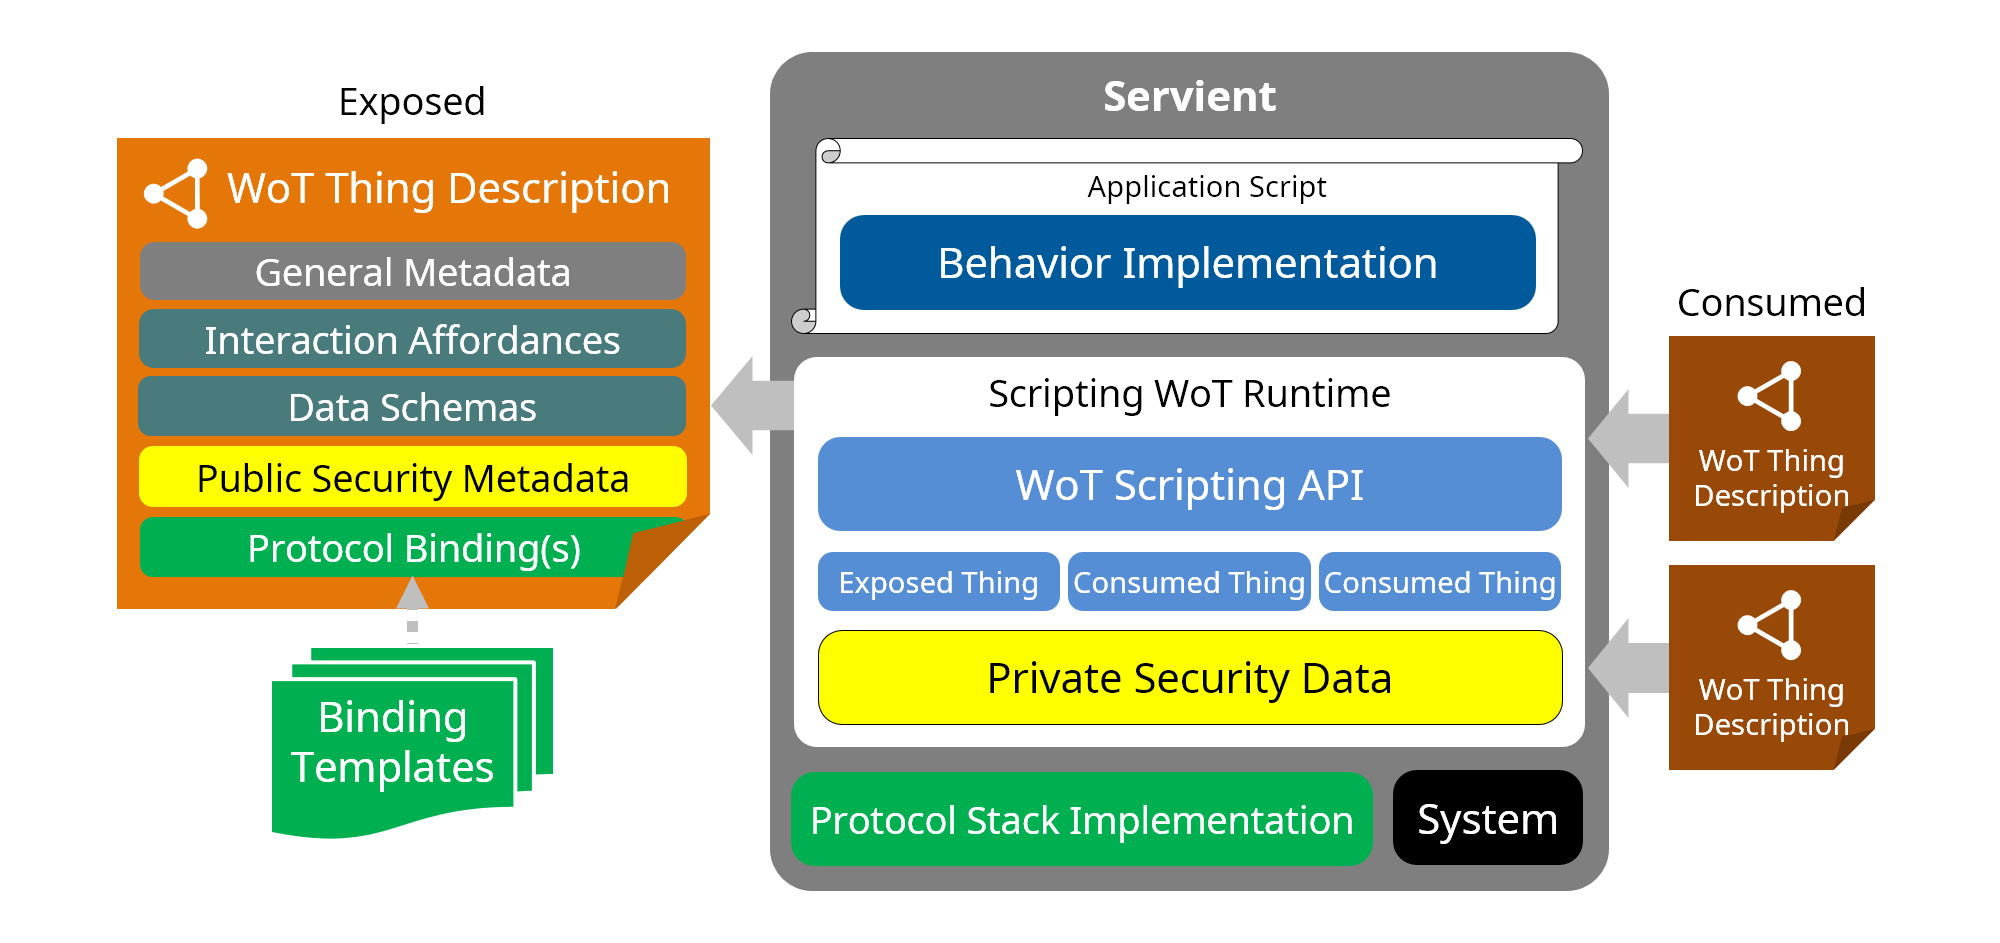 Exposed
WoT Thing Description
General Metadata
Interaction Affordances
Data Schemas
Public Security Metadata
Protocol Binding(s)
Binding
Templates
Servient
Application Script
Behavior Implementation
Scripting WoT Runtime
WoT Scripting API
Exposed Thing
Consumed Thing
Consumed Thing
Private Security Data
Protocol Stack Implementation
System
Consumed
WoT Thing
Description
WoT Thing
Description